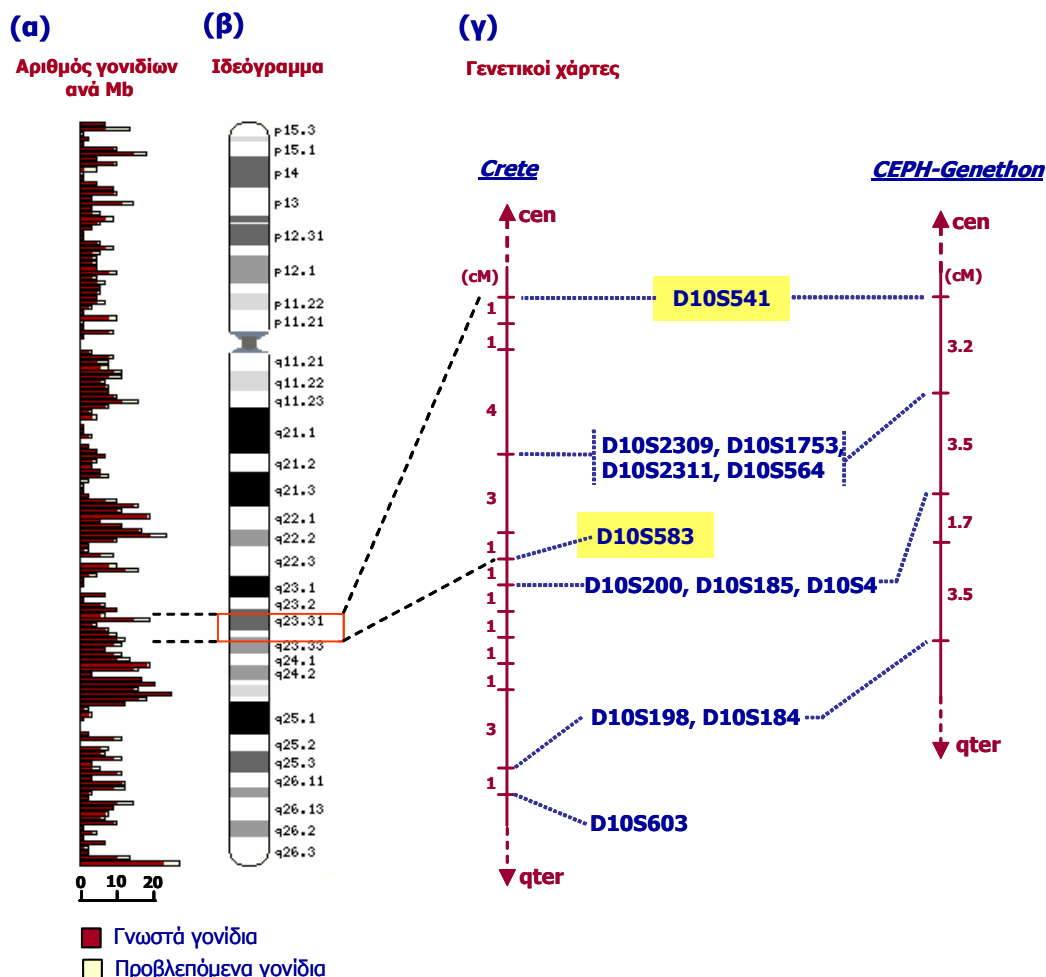 (α)
Αριθμός γονιδίων
ανά Mb
0 10 20
Γνωστά γονίδια
Προβλεπόμενα γονίδια
(β)
Ιδεόγραμμα
p15.3
p15.1
p14
p13
p12.31
p12.1
p11.22
p11.21
q11.21
q11.22
q11.23
q21.1
q21.2
q21.3
q22.1
q22.2
q22.3
q23.1
q23.2
q23.31
q23.33
q24.1
q24.2
q25.1
q25.2
q25.3
q26.11
q26.13
q26.2
q26.3
(γ)
Γενετικοί χάρτες
Crete
cen
(cM)
1
1
4
3
1
1
1
1
1
1
3
1
qter
D10S541
D10S2309, D10S1753,
D10S2311, D10S564
D10S583
D10S200, D10S185, D10S4
D10S198, D10S184
D10S603
CEPH-Genethon
cen
(cM)
3.2
3.5
1.7
3.5
qter